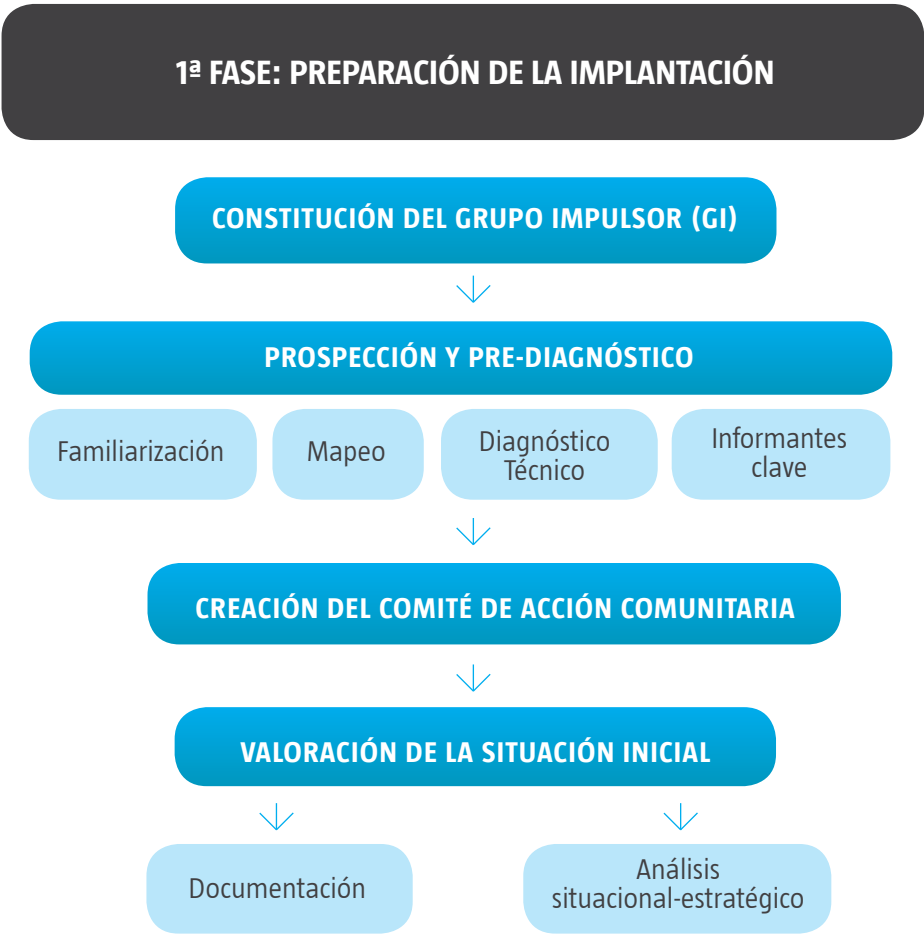 1ª FASE: PREPARACIÓN DE LA IMPLANTACIÓN
CONSTITUCIÓN DEL GRUPO IMPULSOR (GI)
PROSPECCIÓN Y PRE-DIAGNÓSTICO
Familiarización
Mapeo
Diagnóstico
Técnico
Informantes
clave
CREACIÓN DEL COMITÉ DE ACCIÓN COMUNITARIA
VALORACIÓN DE LA SITUACIÓN INICIAL
Documentación
Análisis
situacional-estratégico